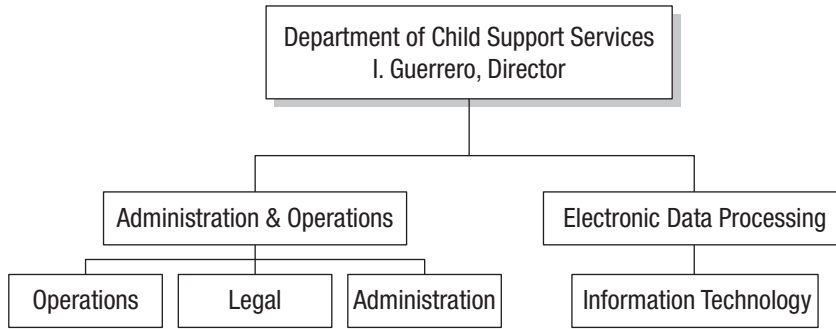 Department of Child Support Services
I. Guerrero, Director
Administration & Operations
Electronic Data Processing
Operations
Legal
Administration
Information Technology